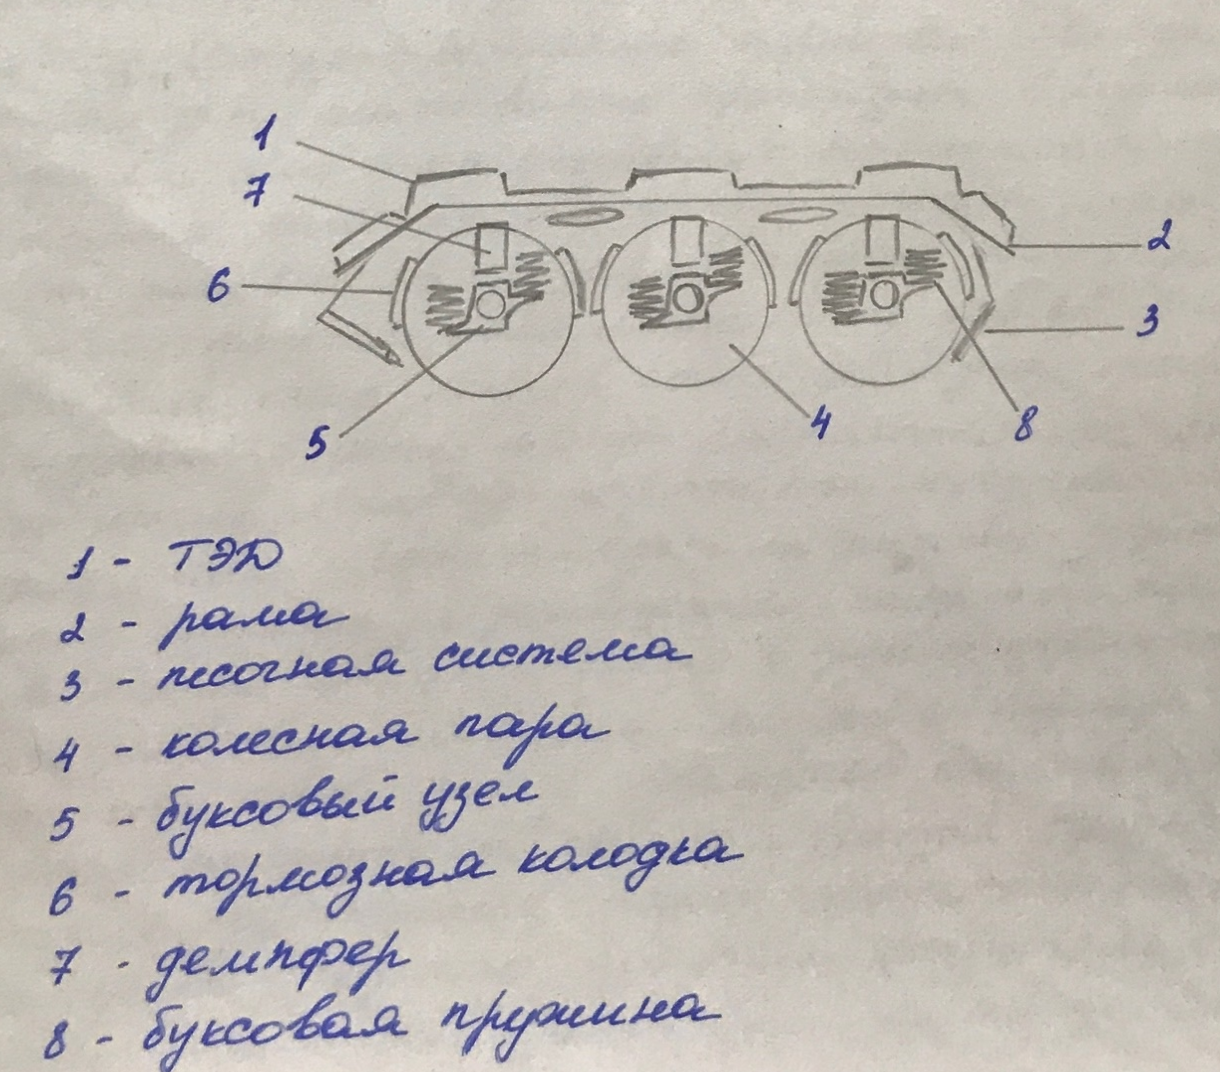 1
7
2
6
3
5
4
8
1 - ТЭД
2 - рама
3 - песочная система
4 - колесная пара
5 - буксовый узел
6 - тормозная колодка
7 - демпфер
8 - буксовая пружина